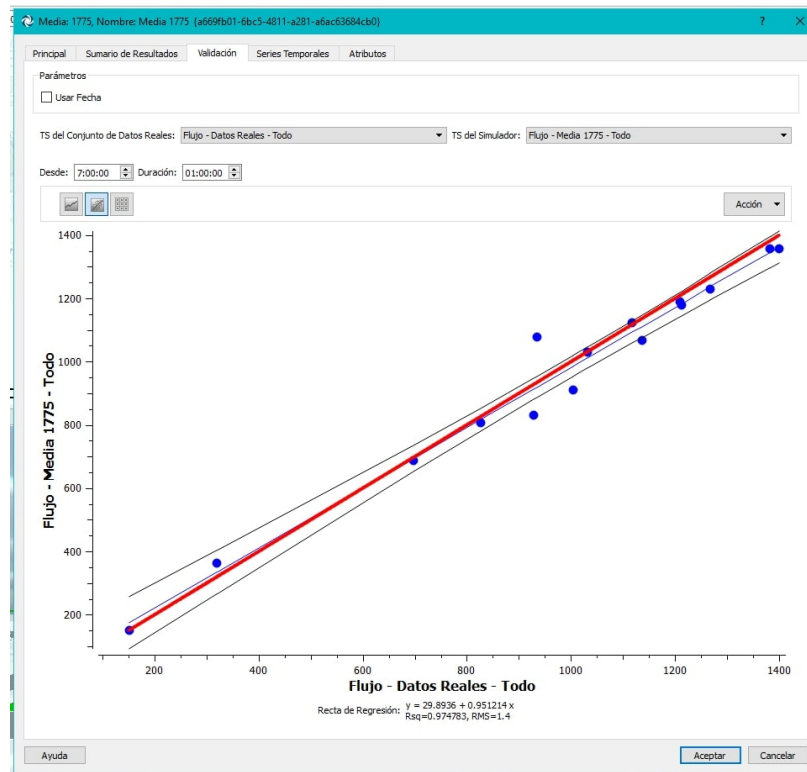 Media: 1775, Nombre: Media 1775 {a669fb01-6bc5-4811-a281-a6ac63684cb0}
? ×
Principal Sumario de Resultados Validación Series Temporales Atributos
Parámetros
Usar Fecha
TS del Conjunto de Datos Reales: Flujo - Datos Reales - Todo TS del Simulador: Flujo - Media 1775 - Todo
Desde: 7:00:00 Duración: 01:00:00
Acción
1400
1200
1000
800
600
400
200
Flujo - Media 1775 - Todo
200 400 600 800 1000 1200 1400
Flujo - Datos Reales - Todo
Recta de Regresión: y = 29.8936 + 0.951214 x
Rsq=0.974783, RMS=1.4
Ayuda Aceptar Cancelar